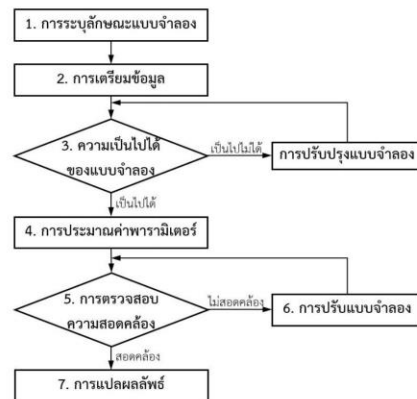 1. การระบุลักษณะแบบจำลอง
2. การเตรียมข้อมูล
3. ความเป็นไปได้
ของแบบจำลอง
เป็นไปไม่ได้
การปรับปรุงแบบจำลอง
เป็นไปได้
4. การประมาณค่าพารามิเตอร์
5. การตรวจสอบ
ความสอดคล้อง
ไม่สอดคล้อง
6. การปรับแบบจำลอง
สอดคล้อง
7. การแปลผลลัพธ์